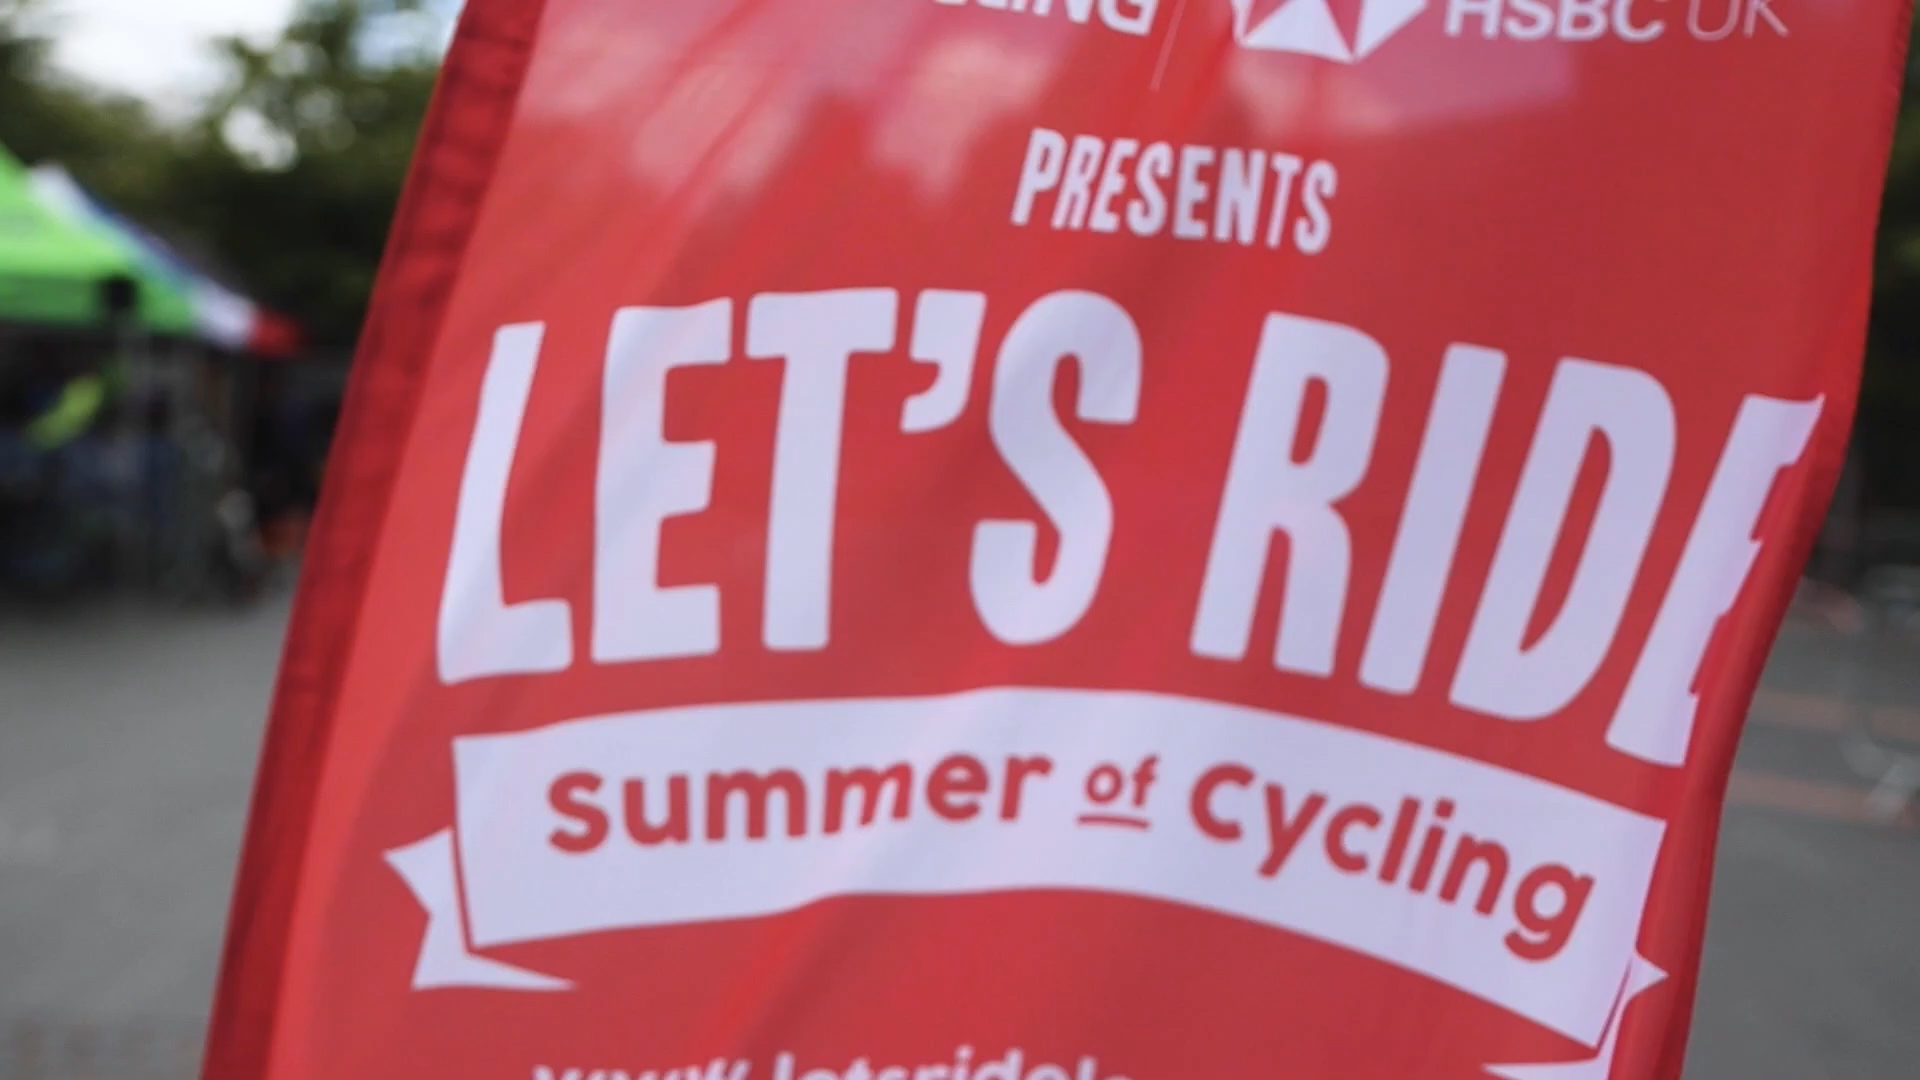 HSBC UK
PRESENTS
LET'S RIDE
Summer of Cycling